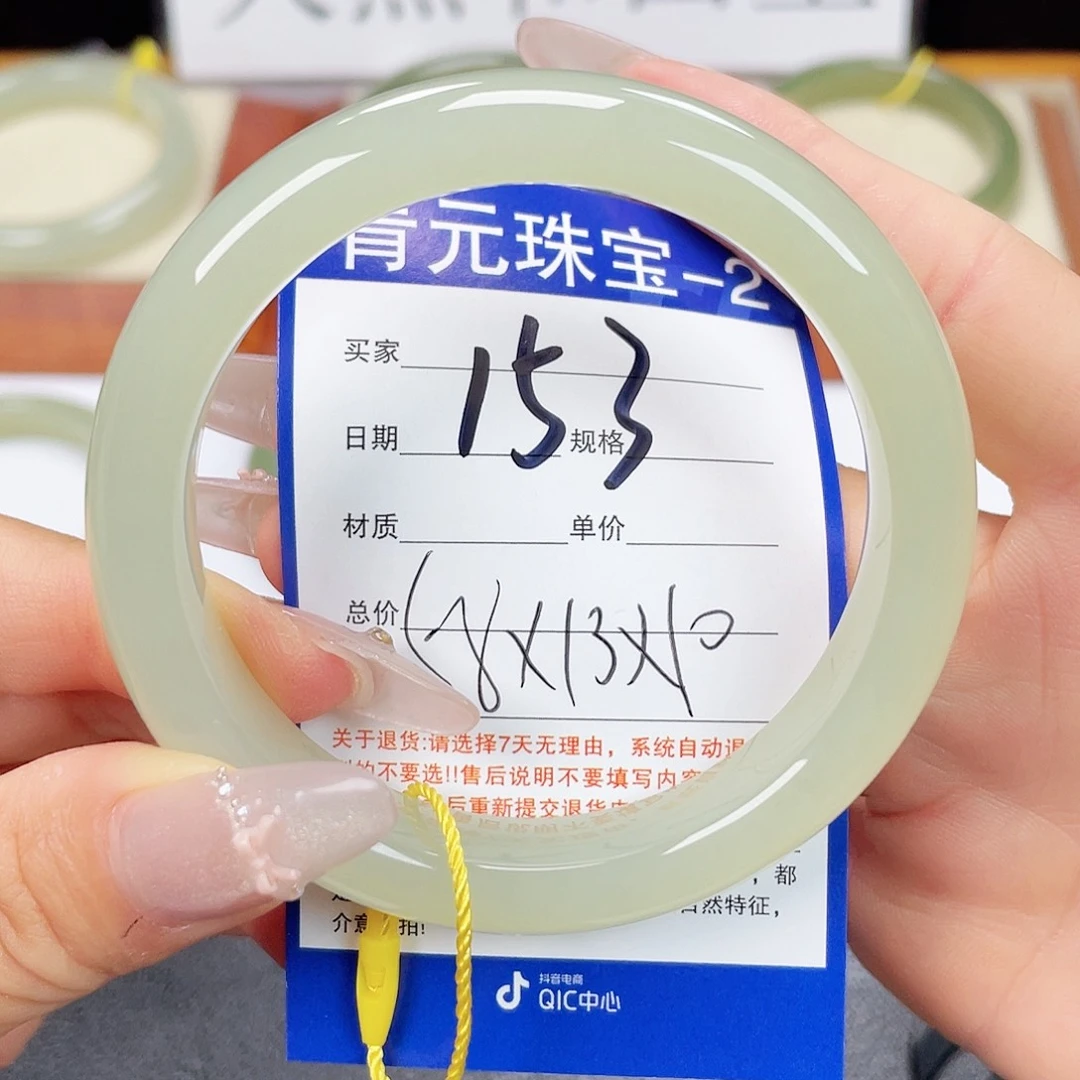 青元珠宝-2
买家
153
日期 规格
材质 单价
总价
(78X13X10
关于退货:请选择7天无理由，系统自动退
的不要选!!售后说明不要填写内容
后重新提交退货
，都
自然特征，
介意 拍!
抖音电商
QIC中心